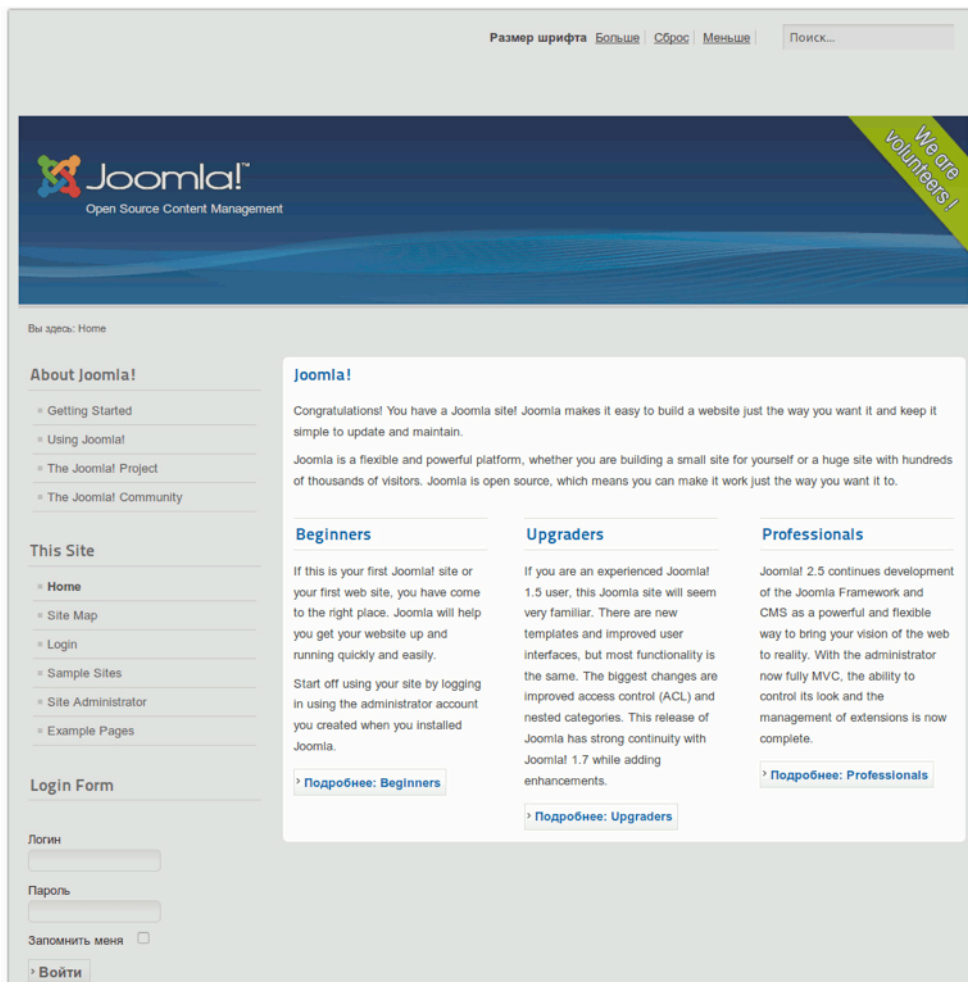 Размер шрифта Больше Сброс Меньше Поиск...
We are
volunteers!
Joomla!™
Open Source Content Management
Вы здесь: Home
About Joomla!
Getting Started
Using Joomla!
The Joomla! Project
The Joomla! Community
This Site
Home
Site Map
Login
Sample Sites
Site Administrator
Example Pages
Login Form
Логин
Пароль
Запомнить меня
Войти
Joomla!
Congratulations! You have a Joomla site! Joomla makes it easy to build a website just the way you want it and keep it
simple to update and maintain.
Joomla is a flexible and powerful platform, whether you are building a small site for yourself or a huge site with hundreds
of thousands of visitors. Joomla is open source, which means you can make it work just the way you want it to.
Beginners
If this is your first Joomla! site or
your first web site, you have come
to the right place. Joomla will help
you get your website up and
running quickly and easily.
Start off using your site by logging
in using the administrator account
you created when you installed
Joomla.
Подробнее: Beginners
Upgraders
If you are an experienced Joomla!
1.5 user, this Joomla site will seem
very familiar. There are new
templates and improved user
interfaces, but most functionality is
the same. The biggest changes are
improved access control (ACL) and
nested categories. This release of
Joomla has strong continuity with
Joomla! 1.7 while adding
enhancements.
Подробнее: Upgraders
Professionals
Joomla! 2.5 continues development
of the Joomla Framework and
CMS as a powerful and flexible
way to bring your vision of the web
to reality. With the administrator
now fully MVC, the ability to
control its look and the
management of extensions is now
complete.
Подробнее: Professionals